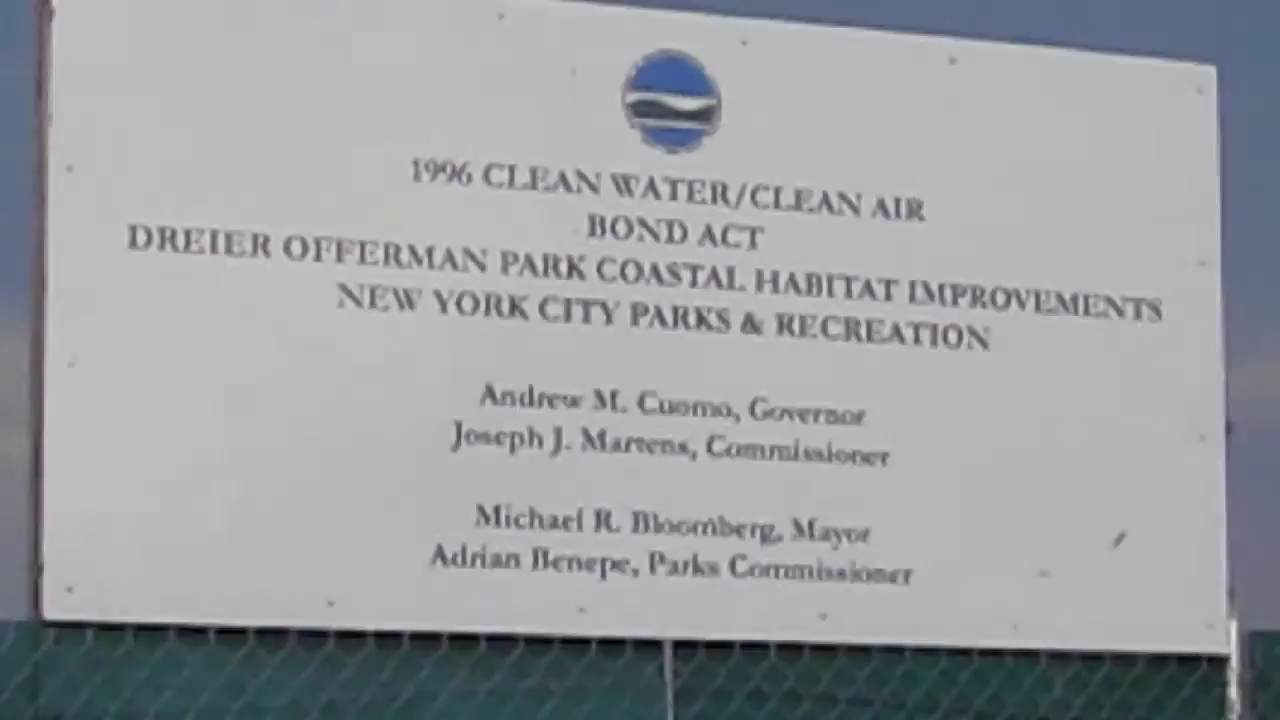 1996 CLEAN WATER/CLEAN AIR
BOND ACT
DREIER OFFERMAN PARK COASTAL HABITAT IMPROVEMENTS
NEW YORK CITY PARKS & RECREATION
Andrew M. Cuomo, Governor
Joseph J. Martens, Commissioner
Michael R. Bloomberg, Mayor
Adrian Benepe, Parks Commissioner